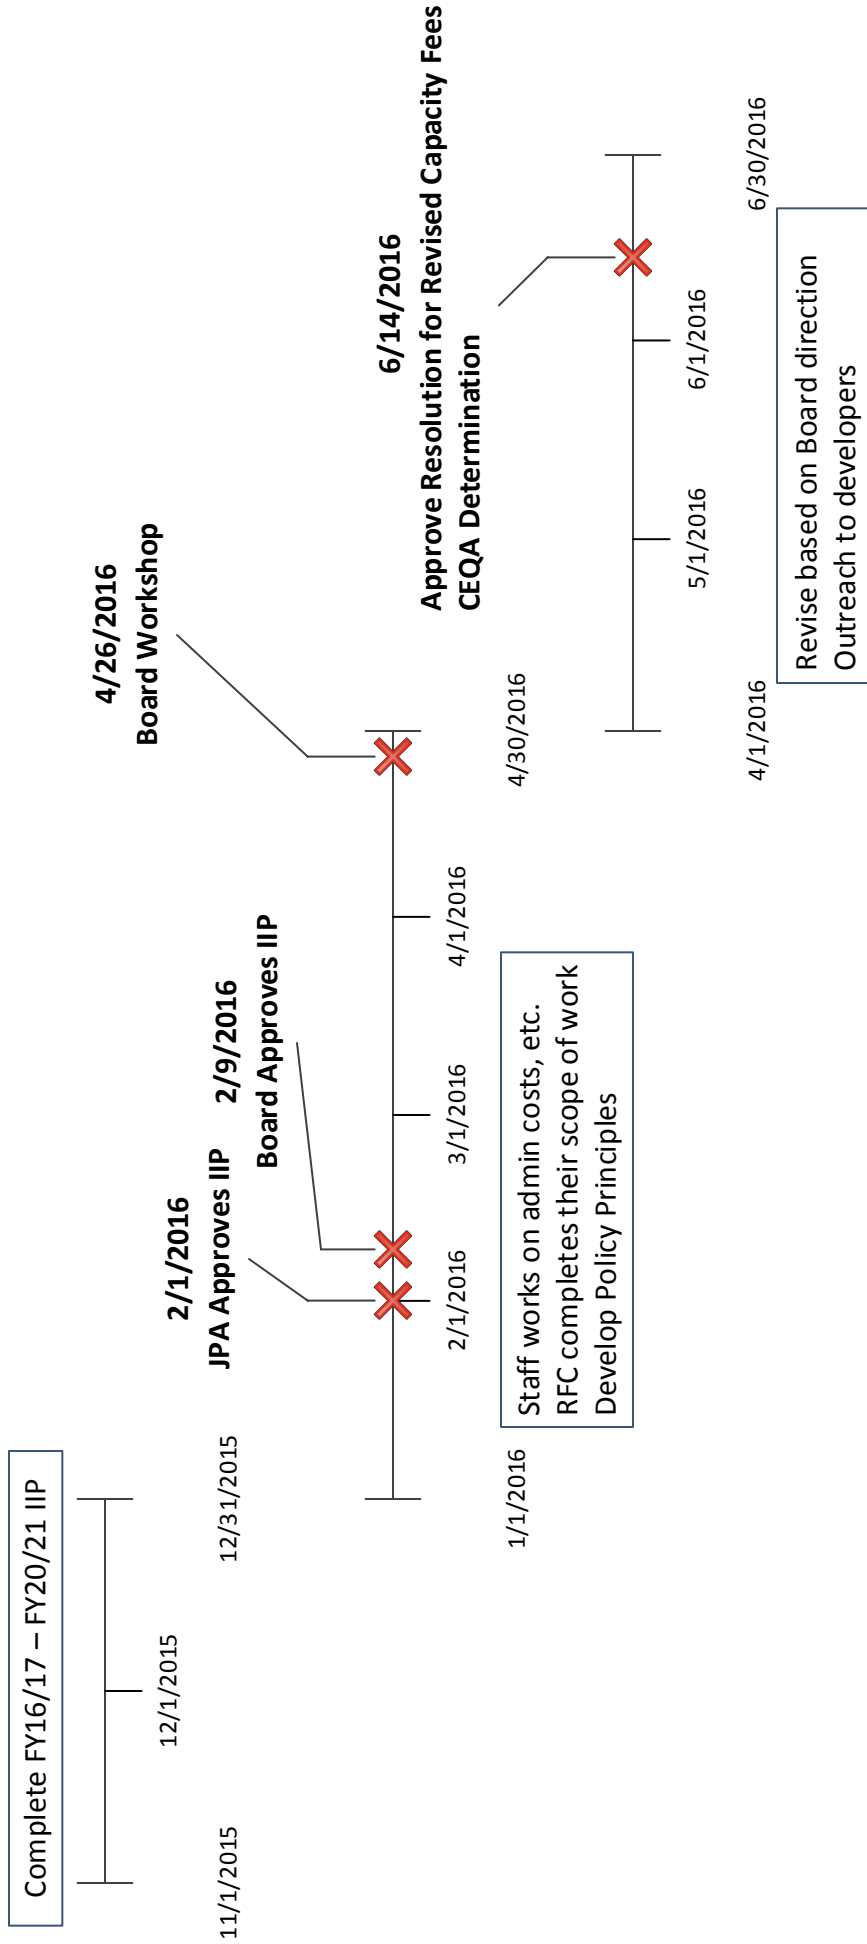 Complete FY16/17 – FY20/21 IIP
11/1/2015
12/1/2015
12/31/2015
2/1/2016
JPA Approves IIP
2/9/2016
Board Approves IIP
4/26/2016
Board Workshop
1/1/2016
2/1/2016
3/1/2016
4/1/2016
4/30/2016
Staff works on admin costs, etc.
RFC completes their scope of work
Develop Policy Principles
6/14/2016
Approve Resolution for Revised Capacity Fees
CEQA Determination
4/1/2016
5/1/2016
6/1/2016
6/30/2016
Revise based on Board direction
Outreach to developers